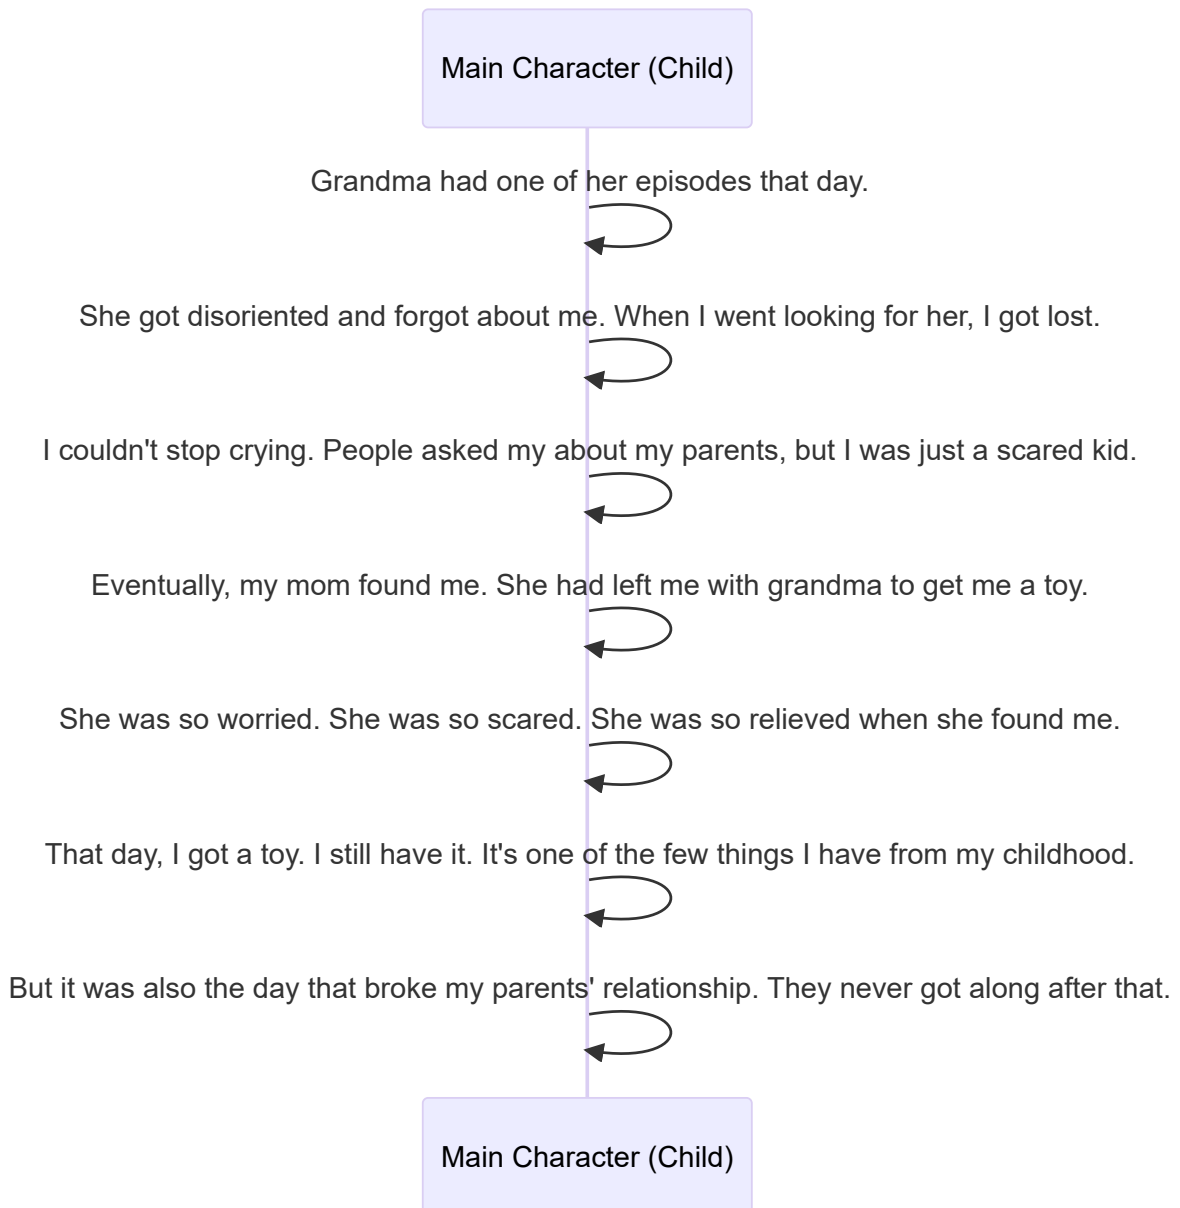 Main Character (Child)
Grandma had one of her episodes that day.
She got disoriented and forgot about me. When I went looking for her, I got lost.
I couldn't stop crying. People asked my about my parents, but I was just a scared kid.
Eventually, my mom found me. She had left me with grandma to get me a toy.
She was so worried. She was so scared. She was so relieved when she found me.
That day, I got a toy. I still have it. It's one of the few things I have from my childhood.
But it was also the day that broke my parents' relationship. They never got along after that.
Main Character (Child)